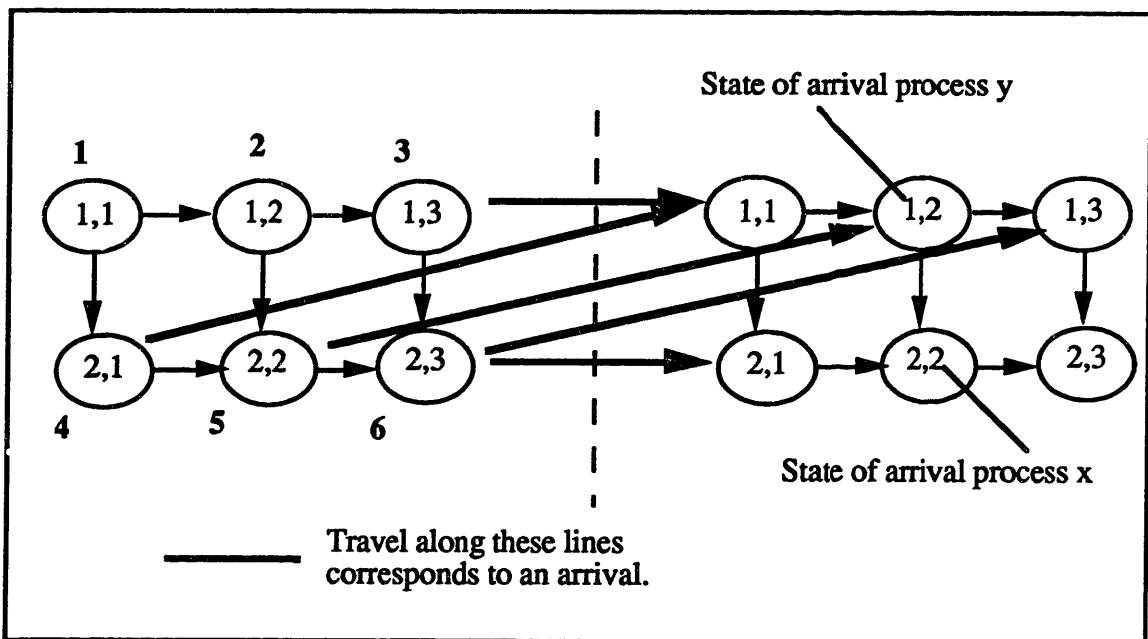 State of arrival process y
1 2 3
1,1 1,2 1,3 1,1 1,2 1,3
2,1 2,2 2,3 2,1 2,2 2,3
4 5 6
State of arrival process x
Travel along these lines
corresponds to an arrival.